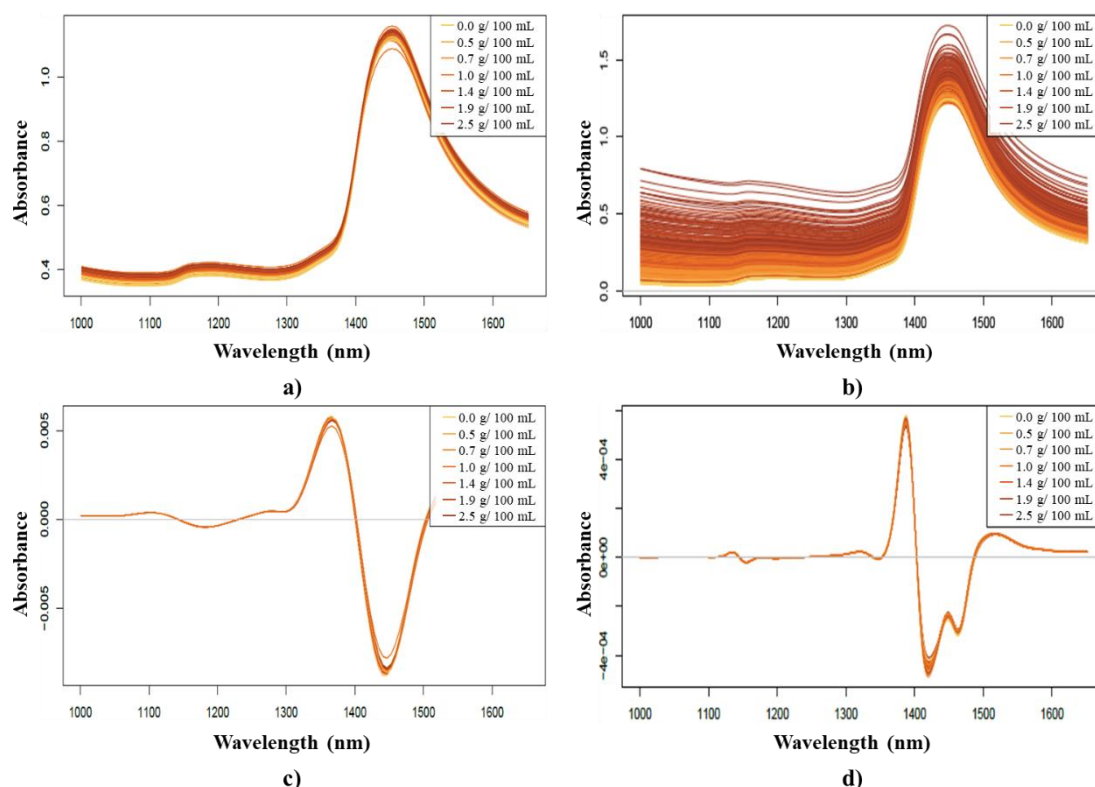 0.0 g/ 100 mL
0.5 g/ 100 mL
0.7 g/ 100 mL
1.0 g/ 100 mL
1.4 g/ 100 mL
1.9 g/ 100 mL
2.5 g/ 100 mL
Absorbance
1.0
0.8
0.6
0.4
1000 1100 1200 1300 1400 1500 1600
Wavelength (nm)
a)
0.0 g/ 100 mL
0.5 g/ 100 mL
0.7 g/ 100 mL
1.0 g/ 100 mL
1.4 g/ 100 mL
1.9 g/ 100 mL
2.5 g/ 100 mL
Absorbance
1.5
1.0
0.5
0.0
1000 1100 1200 1300 1400 1500 1600
Wavelength (nm)
b)
0.0 g/ 100 mL
0.5 g/ 100 mL
0.7 g/ 100 mL
1.0 g/ 100 mL
1.4 g/ 100 mL
1.9 g/ 100 mL
2.5 g/ 100 mL
Absorbance
0.005
0.000
−0.005
1000 1100 1200 1300 1400 1500 1600
Wavelength (nm)
c)
0.0 g/ 100 mL
0.5 g/ 100 mL
0.7 g/ 100 mL
1.0 g/ 100 mL
1.4 g/ 100 mL
1.9 g/ 100 mL
2.5 g/ 100 mL
Absorbance
4e−04
0e+00
−4e−04
1000 1100 1200 1300 1400 1500 1600
Wavelength (nm)
d)